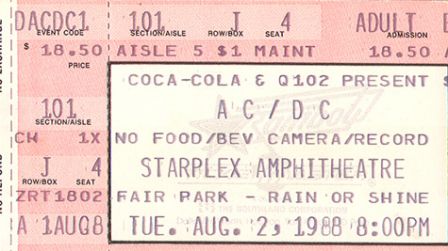 DACDC1 101 J 4 ADULT
EVENT CODE SECTION/AISLE ROW/BOX SEAT ADMISSION
$ 18.50 AISLE 5 $1 MAINT 18.50
PRICE
COCA-COLA & Q102 PRESENT $
101 AC/DC
SECTION/AISLE
CW 1X NO FOOD/BEV CAMERA/RECORD
J 4 STARPLEX AMPHITHEATRE
ROW/BOX SEAT
ZRT1802 FAIR PARK - RAIN OR SHINE
A 1AUG8 TUE. AUG. 2, 1988 8:00PM